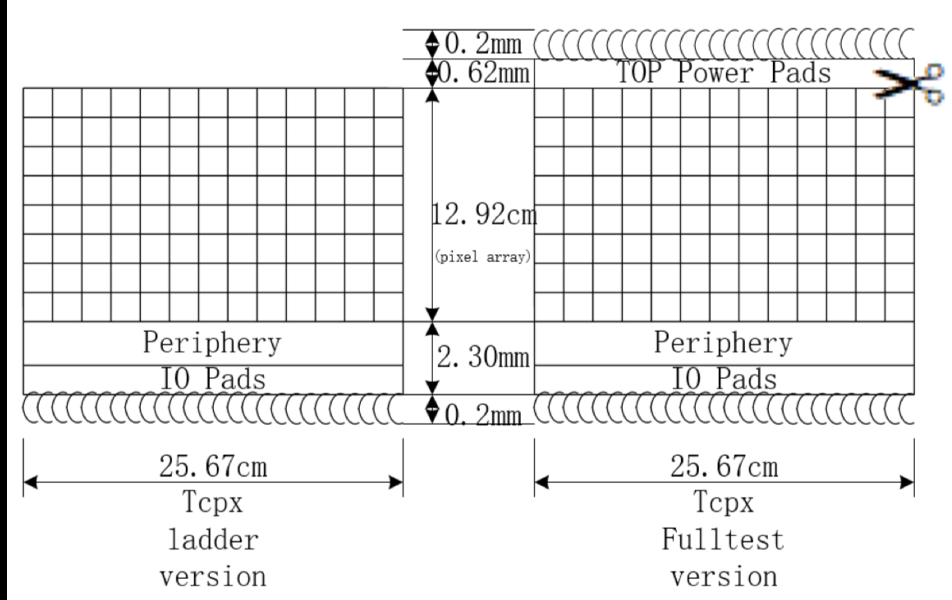 0.2mm
0.62mm
TOP Power Pads
12.92cm
(pixel array)
Periphery
2.30mm
Periphery
IO Pads
IO Pads
0.2mm
25.67cm
25.67cm
Tcpx
ladder
version
Tcpx
Fulltest
version